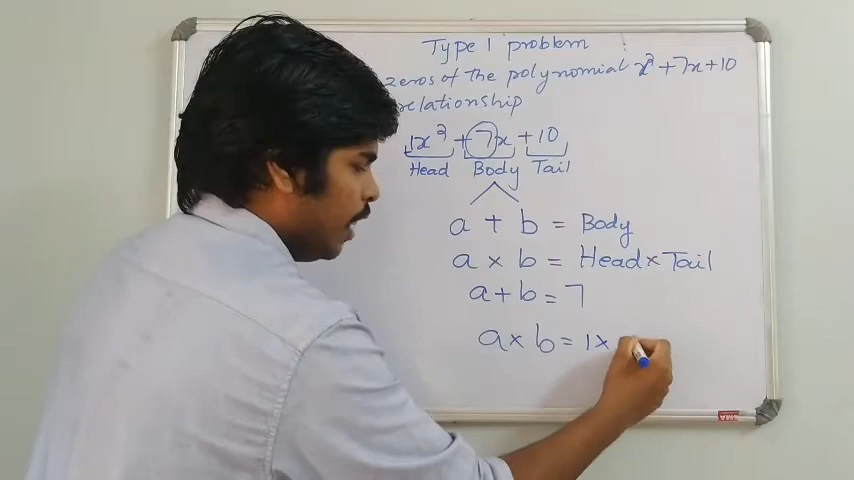 Type 1 problem
zeros of the polynomial x² + 7x + 10
relationship
1x² + 7x + 10
Head Body Tail
a + b = Body
a × b = Head × Tail
a + b = 7
a × b = 1 ×